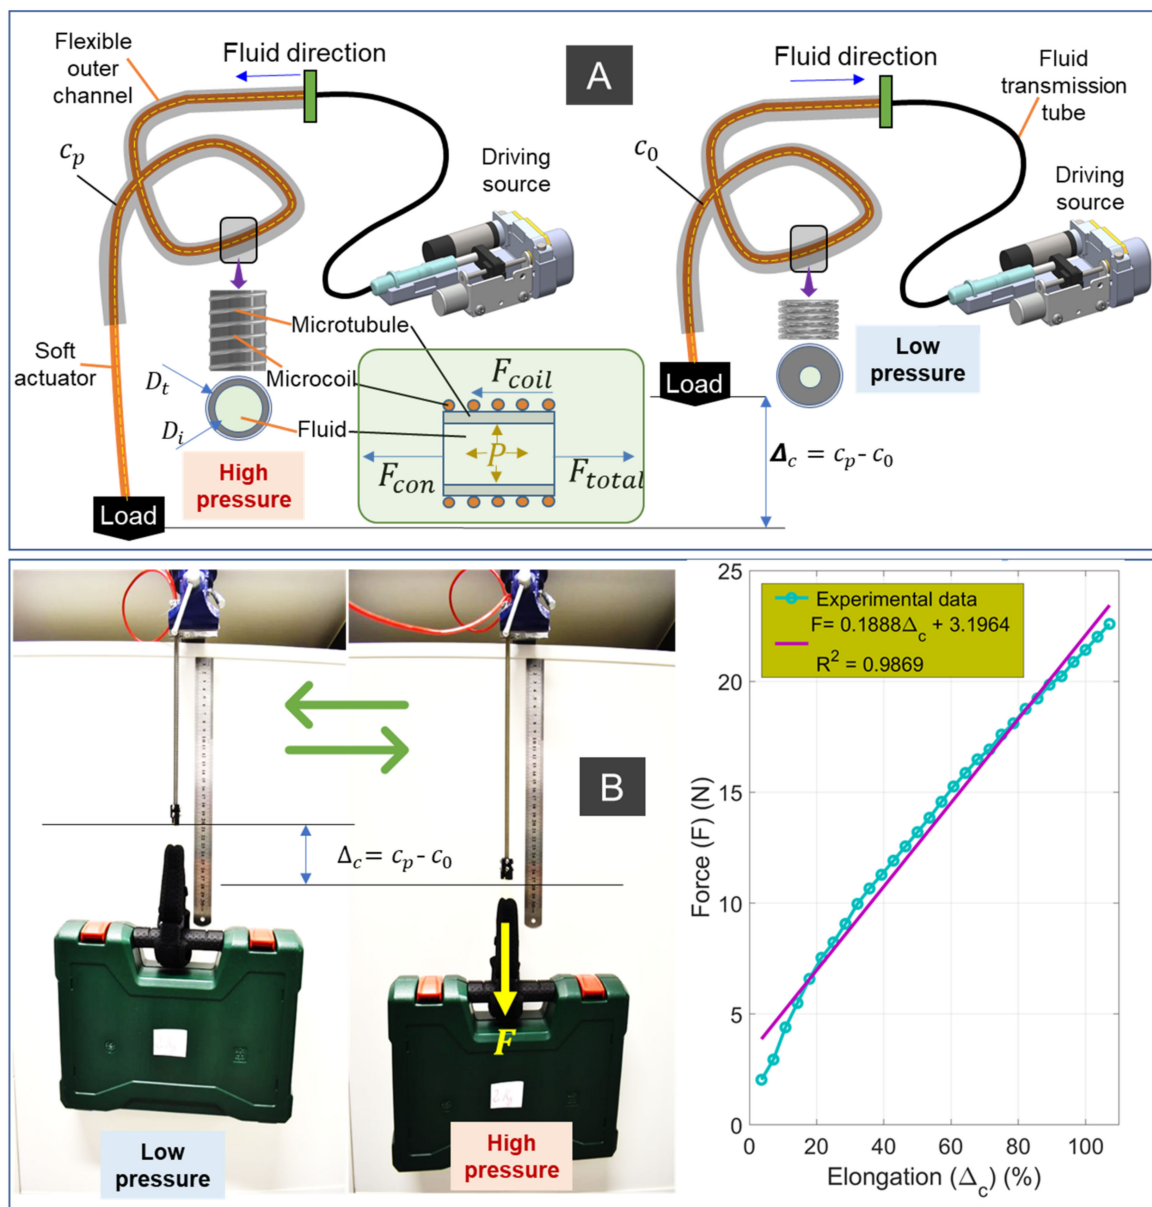 Flexible
outer
channel
Fluid direction
A
Fluid direction
Fluid
transmission
tube
c_p
Driving
source
c_0
Driving
source
Microtubule
Soft
actuator
Microcoil
D_t
D_i
Fluid
High
pressure
Load
F_coil
P
F_con
F_total
Low
pressure
Load
Δ_c = c_p - c_0
B
Δ_c = c_p - c_0
F
Low
pressure
High
pressure
25
20
15
10
5
0
Force (F) (N)
Experimental data
F= 0.1888Δ_c + 3.1964
R² = 0.9869
0 20 40 60 80 100
Elongation (Δ_c) (%)